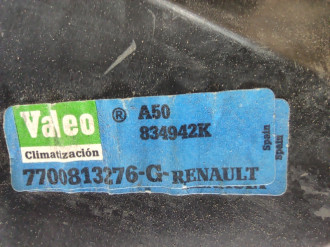 Valeo ® A50
834942K
Climatización
7700813276-G-RENAULT
Spain
Spain